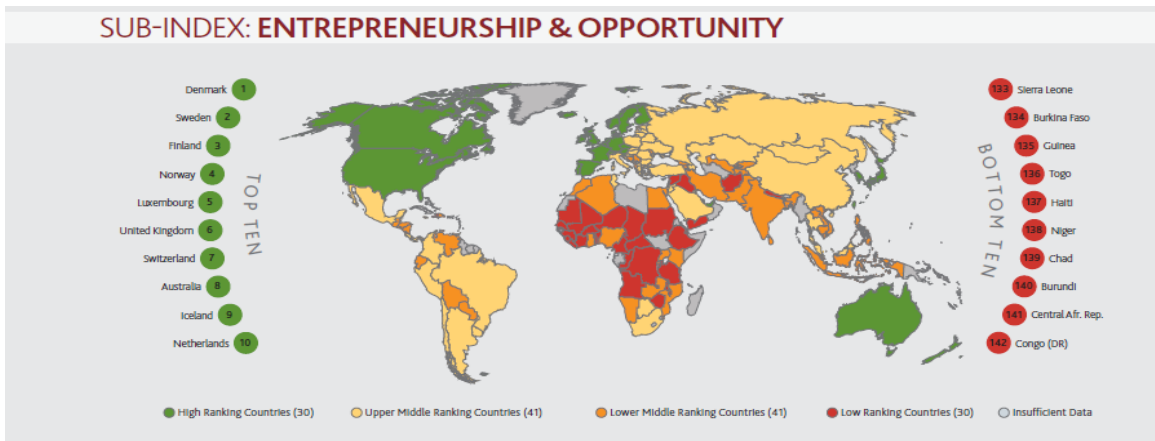 SUB-INDEX: ENTREPRENEURSHIP & OPPORTUNITY
Denmark 1
Sweden 2
Finland 3
Norway 4
Luxembourg 5
United Kingdom 6
Switzerland 7
Australia 8
Iceland 9
Netherlands 10
TOP TEN
133 Sierra Leone
134 Burkina Faso
135 Guinea
136 Togo
137 Haiti
138 Niger
139 Chad
140 Burundi
141 Central Afr. Rep.
142 Congo (DR)
BOTTOM TEN
High Ranking Countries (30)
Upper Middle Ranking Countries (41)
Lower Middle Ranking Countries (41)
Low Ranking Countries (30)
Insufficient Data